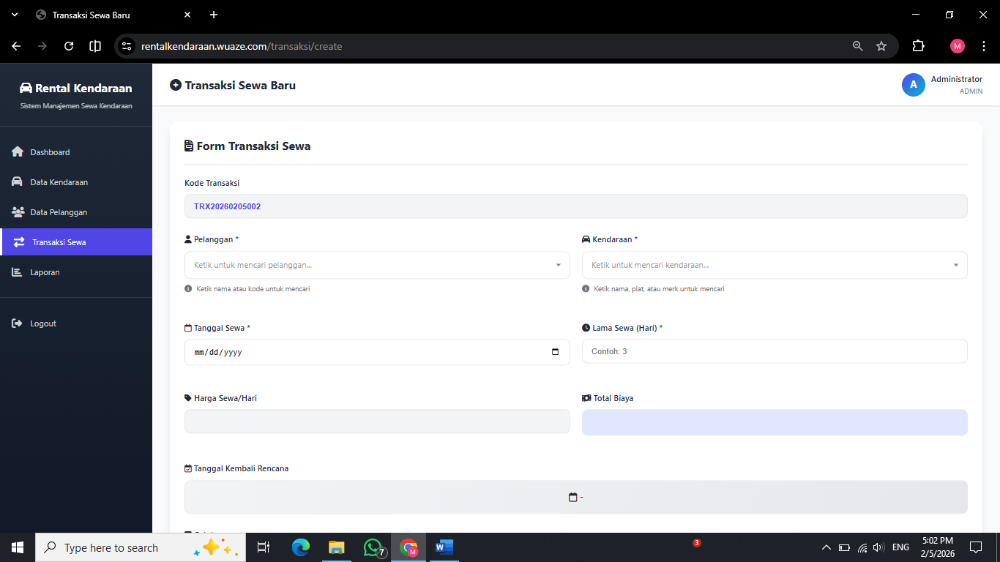 Transaksi Sewa Baru
rentalkendaraan.wuaze.com/transaksi/create
M
Rental Kendaraan
Sistem Manajemen Sewa Kendaraan
Transaksi Sewa Baru
A
Administrator
ADMIN
Dashboard
Data Kendaraan
Data Pelanggan
Transaksi Sewa
Laporan
Logout
Form Transaksi Sewa
Kode Transaksi
TRX20260205002
Pelanggan *
Kendaraan *
Ketik untuk mencari pelanggan...
Ketik untuk mencari kendaraan...
Ketik nama atau kode untuk mencari
Ketik nama, plat, atau merk untuk mencari
Tanggal Sewa *
Lama Sewa (Hari) *
mm/dd/yyyy
Contoh: 3
Harga Sewa/Hari
Total Biaya
Tanggal Kembali Rencana
-
Type here to search
7
M
W
3
ENG
5:02 PM
2/5/2026